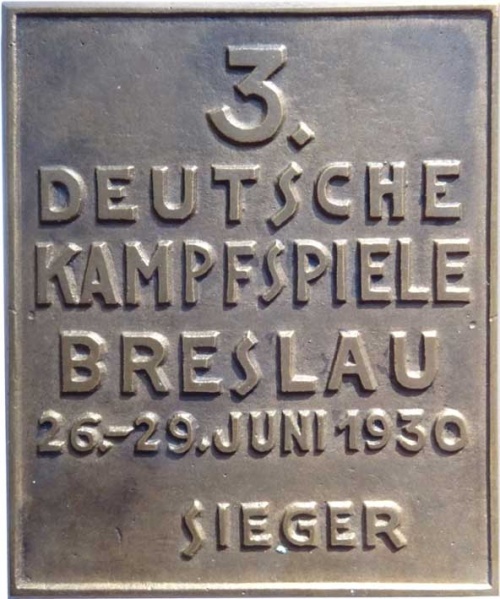 3.
DEUTSCHE
KAMPFSPIELE
BRESLAU
26.-29.JUNI 1930
SIEGER